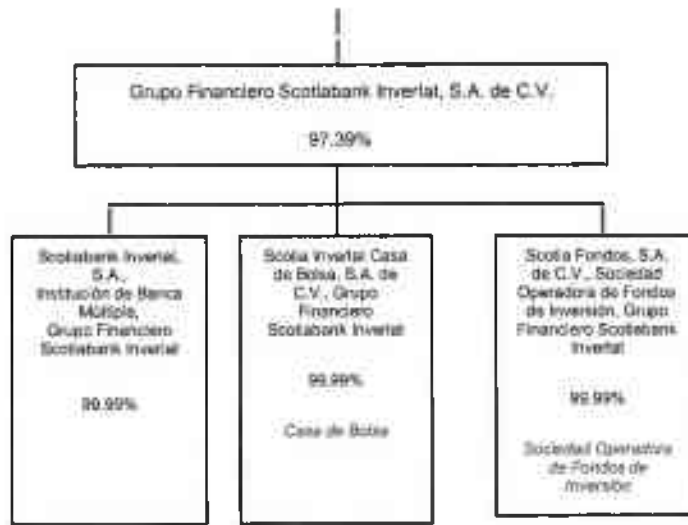 Grupo Financiero Scotiabank Inverlat, S.A. de C.V.
97.39%
Scotiabank Inverlat,
S.A.,
Institución de Banca
Múltiple,
Grupo Financiero
Scotiabank Inverlat
99.99%
Scotia Inverlat Casa
de Bolsa, S.A. de
C.V., Grupo
Financiero
Scotiabank Inverlat
99.99%
Casa de Bolsa
Scotia Fondos, S.A.
de C.V., Sociedad
Operadora de Fondos
de Inversión, Grupo
Financiero Scotiabank
Inverlat
99.99%
Sociedad Operadora
de Fondos de
Inversión